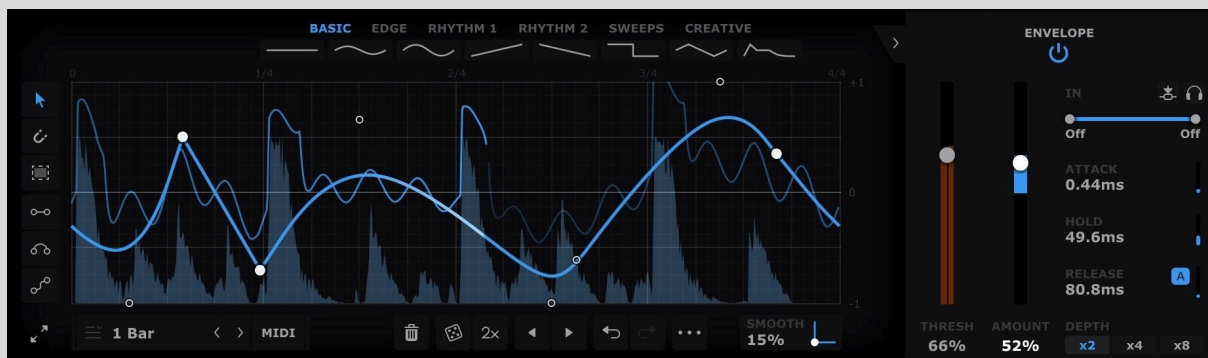 BASIC EDGE RHYTHM 1 RHYTHM 2 SWEEPS CREATIVE
ENVELOPE
0 1/4 2/4 3/4 4/4
+1
0
-1
IN
Off Off
ATTACK
0.44ms
HOLD
49.6ms
RELEASE A
80.8ms
1 Bar < > MIDI 2x
SMOOTH
15%
THRESH AMOUNT DEPTH
66% 52% x2 x4 x8